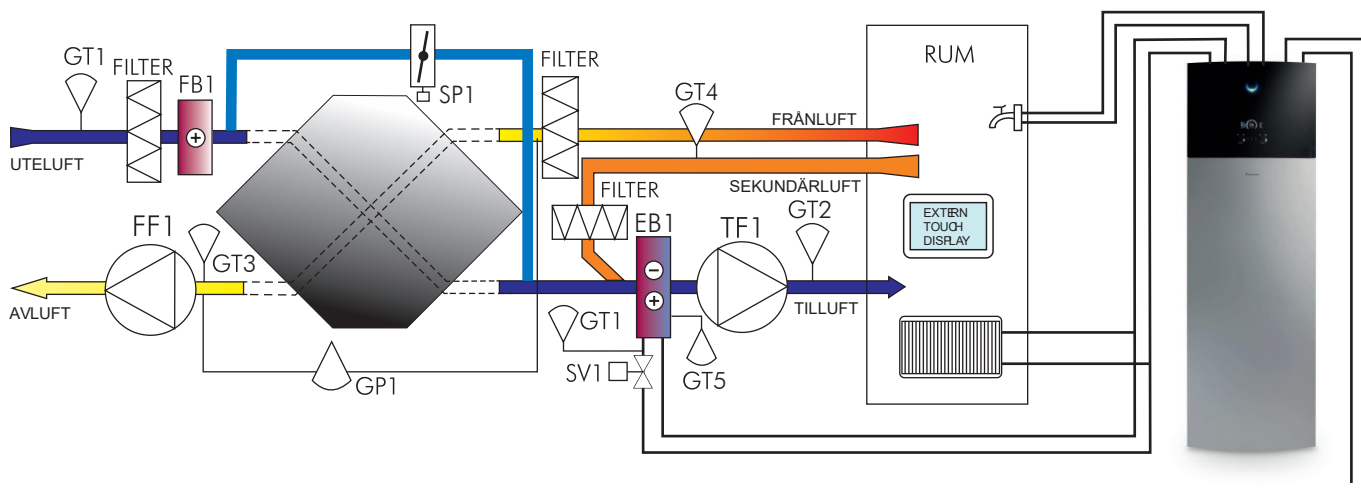 GT1
FILTER
FB1
SP1
FILTER
GT4
FRÅNLUFT
RUM
UTELUFT
SEKUNDÄRLUFT
FILTER
EB1
TF1
GT2
EXTERN
TOUCH
DISPLAY
FF1
GT3
AVLUFT
TILLUFT
GT1
SV1
GT5
GP1